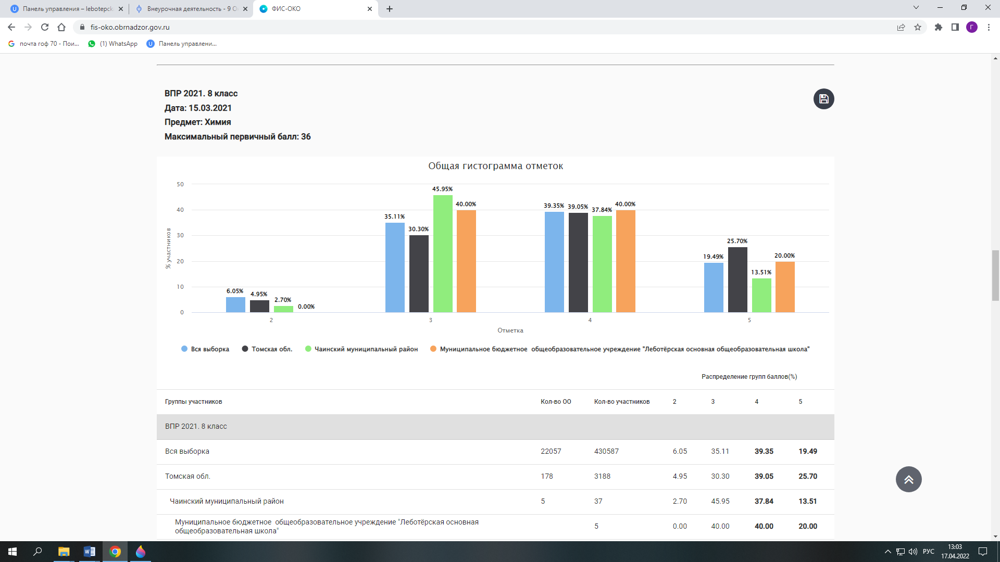 Панель управления – lebotepck
Внеурочная деятельность - 9 О
ФИС-ОКО
fis-oko.obrnadzor.gov.ru
Г
почта гоф 70 - Пои...
(1) WhatsApp
Панель управлени...
ВПР 2021. 8 класс
Дата: 15.03.2021
Предмет: Химия
Максимальный первичный балл: 36
Общая гистограмма отметок
% участников
50
40
30
20
10
0
6.05% 4.95% 2.70% 0.00%
35.11% 30.30% 45.95% 40.00%
39.35% 39.05% 37.84% 40.00%
19.49% 25.70% 13.51% 20.00%
2 3 4 5
Отметка
Вся выборка Томская обл. Чаинский муниципальный район Муниципальное бюджетное общеобразовательное учреждение "Леботёрская основная общеобразовательная школа"
Распределение групп баллов(%)
Группы участников Кол-во ОО Кол-во участников 2 3 4 5
ВПР 2021. 8 класс
Вся выборка 22057 430587 6.05 35.11 39.35 19.49
Томская обл. 178 3188 4.95 30.30 39.05 25.70
Чаинский муниципальный район 5 37 2.70 45.95 37.84 13.51
Муниципальное бюджетное общеобразовательное учреждение "Леботёрская основная
общеобразовательная школа" 5 0.00 40.00 40.00 20.00
РУС
13:03
17.04.2022